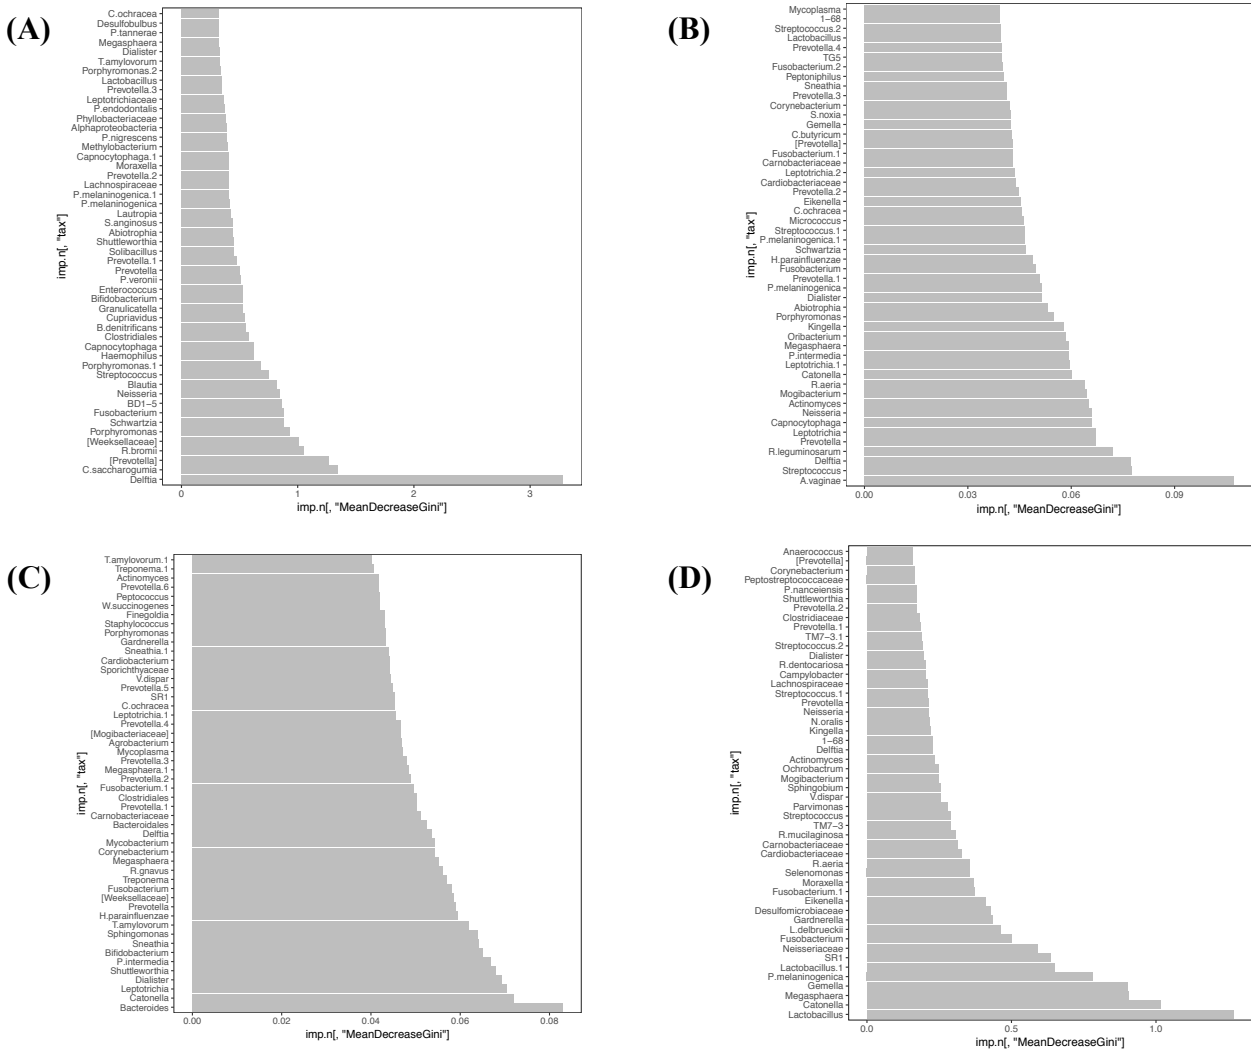 (A)
C.ochracea
Desulfobulbus
P.tannerae
Megasphaera
Dialister
T.amylovorum
Porphyromonas.2
Lactobacillus
Prevotella.3
Leptotrichiaceae
P.endodontalis
Phyllobacteriaceae
Alphaproteobacteria
P.nigrescens
Methylobacterium
Capnocytophaga.1
Moraxella
Prevotella.2
Lachnospiraceae
P.melaninogenica.1
P.melaninogenica
Lautropia
S.anginosus
Abiotrophia
Shuttleworthia
Solibacillus
Prevotella.1
Prevotella
P.veronii
Enterococcus
Bifidobacterium
Granulicatella
Cupriavidus
B.denitrificans
Clostridiales
Capnocytophaga
Haemophilus
Porphyromonas.1
Streptococcus
Blautia
Neisseria
BD1-5
Fusobacterium
Schwartzia
Porphyromonas
[Weeksellaceae]
R.bromii
[Prevotella]
C.saccharogumia
Delftia
imp.n[, "tax"]
0 1 2 3
imp.n[, "MeanDecreaseGini"]
(B)
Mycoplasma
1-68
Streptococcus.2
Lactobacillus
Prevotella.4
TG5
Fusobacterium.2
Peptoniphilus
Sneathia
Prevotella.3
Corynebacterium
S.noxia
Gemella
C.butyricum
[Prevotella]
Fusobacterium.1
Carnobacteriaceae
Leptotrichia.2
Cardiobacteriaceae
Prevotella.2
Eikenella
C.ochracea
Micrococcus
Streptococcus.1
P.melaninogenica.1
Schwartzia
H.parainfluenzae
Fusobacterium
Prevotella.1
P.melaninogenica
Dialister
Abiotrophia
Porphyromonas
Kingella
Oribacterium
Megasphaera
P.intermedia
Leptotrichia.1
Catonella
R.aeria
Mogibacterium
Actinomyces
Neisseria
Capnocytophaga
Leptotrichia
Prevotella
R.leguminosarum
Delftia
Streptococcus
A.vaginae
imp.n[, "tax"]
0.00 0.03 0.06 0.09
imp.n[, "MeanDecreaseGini"]
(C)
T.amylovorum.1
Treponema.1
Actinomyces
Prevotella.6
Peptococcus
W.succinogenes
Finegoldia
Staphylococcus
Porphyromonas
Gardnerella
Sneathia.1
Cardiobacterium
Sporichthyaceae
V.dispar
Prevotella.5
SR1
C.ochracea
Leptotrichia.1
Prevotella.4
[Mogibacteriaceae]
Agrobacterium
Mycoplasma
Prevotella.3
Megasphaera.1
Prevotella.2
Fusobacterium.1
Clostridiales
Prevotella.1
Carnobacteriaceae
Bacteroidales
Delftia
Mycobacterium
Corynebacterium
Megasphaera
R.gnavus
Treponema
Fusobacterium
[Weeksellaceae]
Prevotella
H.parainfluenzae
T.amylovorum
Sphingomonas
Sneathia
Bifidobacterium
P.intermedia
Shuttleworthia
Dialister
Leptotrichia
Catonella
Bacteroides
imp.n[, "tax"]
0.00 0.02 0.04 0.06 0.08
imp.n[, "MeanDecreaseGini"]
(D)
Anaerococcus
[Prevotella]
Corynebacterium
Peptostreptococcaceae
P.nanceiensis
Shuttleworthia
Prevotella.2
Clostridiaceae
Prevotella.1
TM7-3.1
Streptococcus.2
Dialister
R.dentocariosa
Campylobacter
Lachnospiraceae
Streptococcus.1
Prevotella
Neisseria
N.oralis
Kingella
1-68
Delftia
Actinomyces
Ochrobactrum
Mogibacterium
Sphingobium
V.dispar
Parvimonas
Streptococcus
TM7-3
R.mucilaginosa
Carnobacteriaceae
Cardiobacteriaceae
R.aeria
Selenomonas
Moraxella
Fusobacterium.1
Eikenella
Desulfomicrobiaceae
Gardnerella
L.delbrueckii
Fusobacterium
Neisseriaceae
SR1
Lactobacillus.1
P.melaninogenica
Gemella
Megasphaera
Catonella
Lactobacillus
imp.n[, "tax"]
0.0 0.5 1.0
imp.n[, "MeanDecreaseGini"]